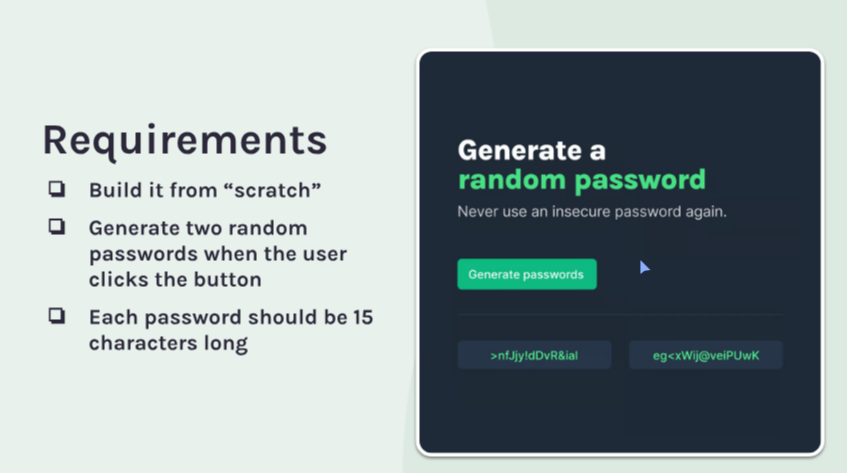 Requirements
Build it from “scratch”
Generate two random
passwords when the user
clicks the button
Each password should be 15
characters long
Generate a
random password
Never use an insecure password again.
Generate passwords
>nfJjy!dDvR&ial
eg<xWij@veiPUwK